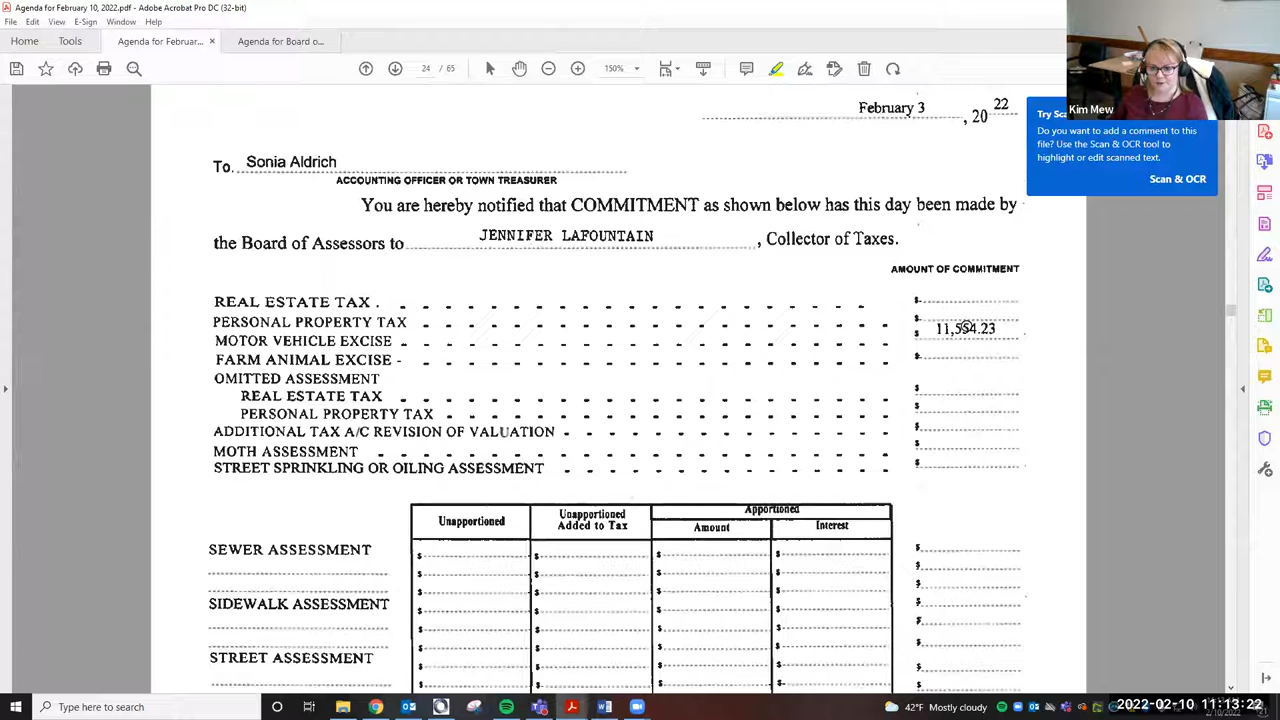 Agenda for February 10, 2022.pdf - Adobe Acrobat Pro DC (32-bit)
File Edit View E-Sign Window Help
Home Tools Agenda for Februar... × Agenda for Board o...
24 / 65 150%
Kim Mew
Try Sca
Do you want to add a comment to this
file? Use the Scan & OCR tool to
highlight or edit scanned text.
Scan & OCR
February 3 , 20 22
To. Sonia Aldrich
ACCOUNTING OFFICER OR TOWN TREASURER
You are hereby notified that COMMITMENT as shown below has this day been made by
the Board of Assessors to JENNIFER LAFOUNTAIN , Collector of Taxes.
AMOUNT OF COMMITMENT
REAL ESTATE TAX . $
PERSONAL PROPERTY TAX $
MOTOR VEHICLE EXCISE $ 11,554.23
FARM ANIMAL EXCISE - $
OMITTED ASSESSMENT
REAL ESTATE TAX $
PERSONAL PROPERTY TAX $
ADDITIONAL TAX A/C REVISION OF VALUATION $
MOTH ASSESSMENT $
STREET SPRINKLING OR OILING ASSESSMENT $
Unapportioned Unapportioned Added to Tax Apportioned
Amount Interest
SEWER ASSESSMENT $ $ $ $ $
$ $ $ $ $
$ $ $ $ $
SIDEWALK ASSESSMENT $ $ $ $ $
$ $ $ $ $
$ $ $ $ $
STREET ASSESSMENT $ $ $ $ $
$ $ $ $ $
Type here to search
42°F Mostly cloudy
2022-02-10 11:13:22